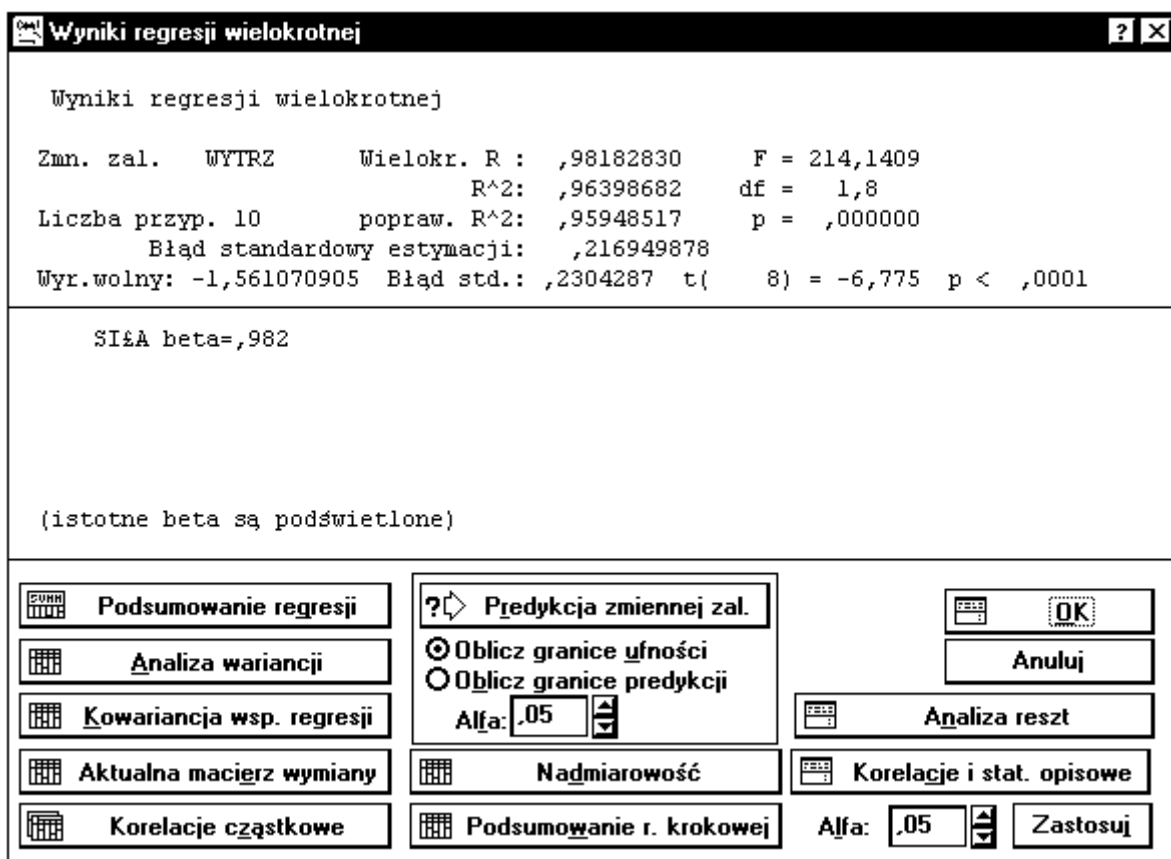 Wyniki regresji wielokrotnej
Wyniki regresji wielokrotnej
Zmn. zal. WYTRZ Wielokr. R : ,98182830 F = 214,1409
R^2: ,96398682 df = 1,8
Liczba przyp. 10 popraw. R^2: ,95948517 p = ,000000
Błąd standardowy estymacji: ,216949878
Wyr.wolny: -1,561070905 Błąd std.: ,2304287 t( 8) = -6,775 p < ,0001
SI£A beta=,982
(istotne beta są podświetlone)
Podsumowanie regresji
Analiza wariancji
Kowariancja wsp. regresji
Aktualna macierz wymiany
Korelacje cząstkowe
Predykcja zmiennej zal.
Oblicz granice ufności
Oblicz granice predykcji
Alfa: ,05
Nadmiarowość
Podsumowanie r. krokowej
OK
Anuluj
Analiza reszt
Korelacje i stat. opisowe
Alfa: ,05
Zastosuj